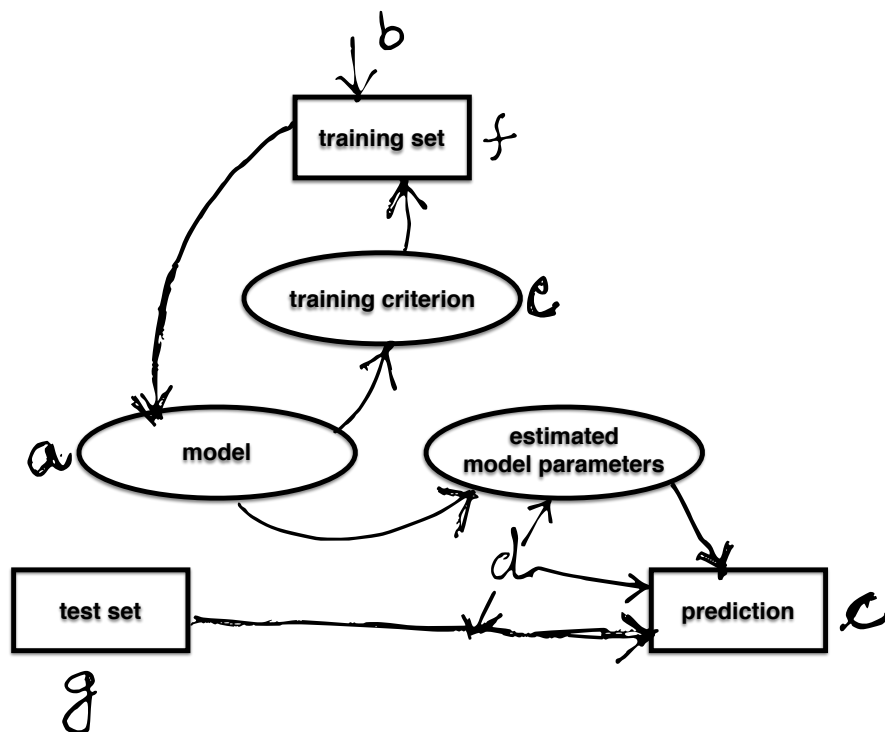 b
training set f
training criterion e
a model
estimated
model parameters
d
test set
prediction c
g